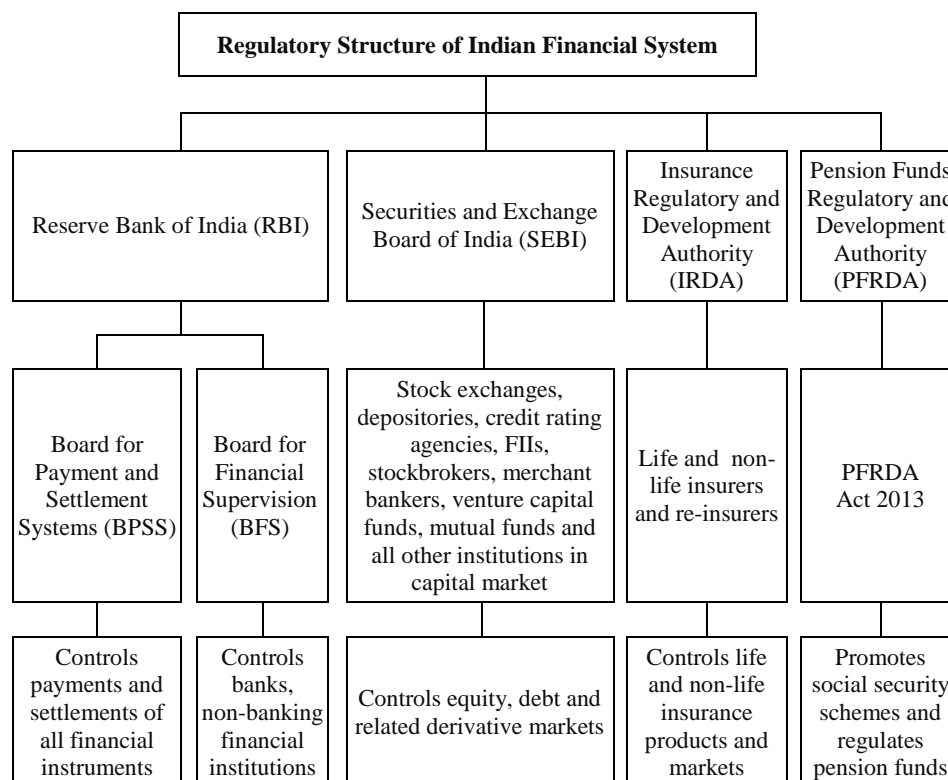 Regulatory Structure of Indian Financial System
Reserve Bank of India (RBI)
Securities and Exchange
Board of India (SEBI)
Insurance
Regulatory and
Development
Authority
(IRDA)
Pension Funds
Regulatory and
Development
Authority
(PFRDA)
Board for
Payment and
Settlement
Systems (BPSS)
Board for
Financial
Supervision
(BFS)
Stock exchanges,
depositories, credit rating
agencies, FIIs,
stockbrokers, merchant
bankers, venture capital
funds, mutual funds and
all other institutions in
capital market
Life and non-
life insurers
and re-insurers
PFRDA
Act 2013
Controls
payments and
settlements of
all financial
instruments
Controls
banks,
non-banking
financial
institutions
Controls equity, debt and
related derivative markets
Controls life
and non-life
insurance
products and
markets
Promotes
social security
schemes and
regulates
pension funds